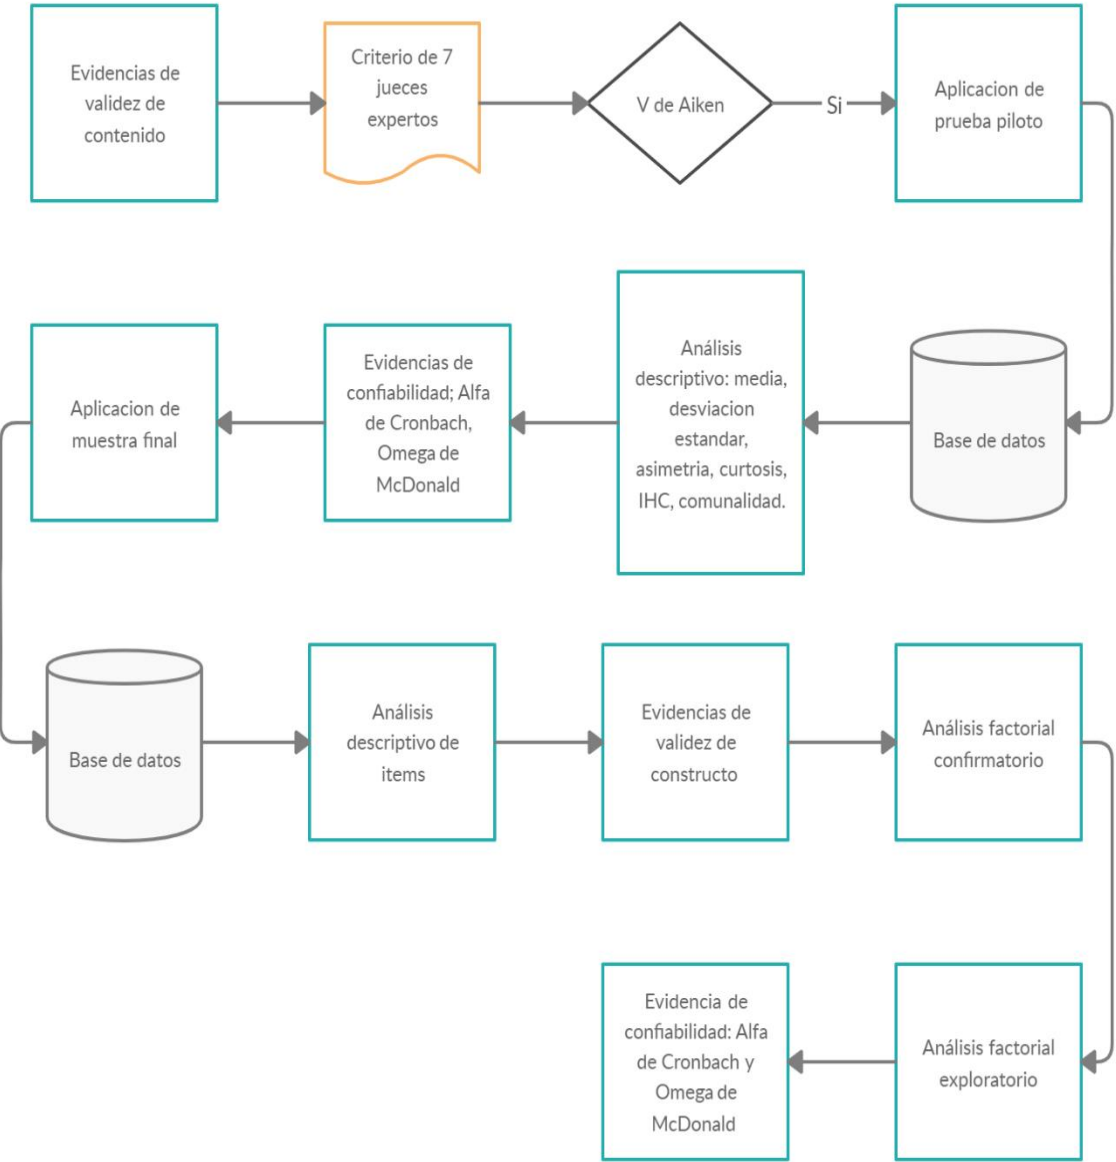 Evidencias de
validez de
contenido
Criterio de 7
jueces
expertos
V de Aiken
Si
Aplicacion de
prueba piloto
Base de datos
Análisis
descriptivo: media,
desviacion
estandar,
asimetria, curtosis,
IHC, comunalidad.
Evidencias de
confiabilidad; Alfa
de Cronbach,
Omega de
McDonald
Aplicacion de
muestra final
Base de datos
Análisis
descriptivo de
items
Evidencias de
validez de
constructo
Análisis factorial
confirmatorio
Análisis factorial
exploratorio
Evidencia de
confiabilidad: Alfa
de Cronbach y
Omega de
McDonald